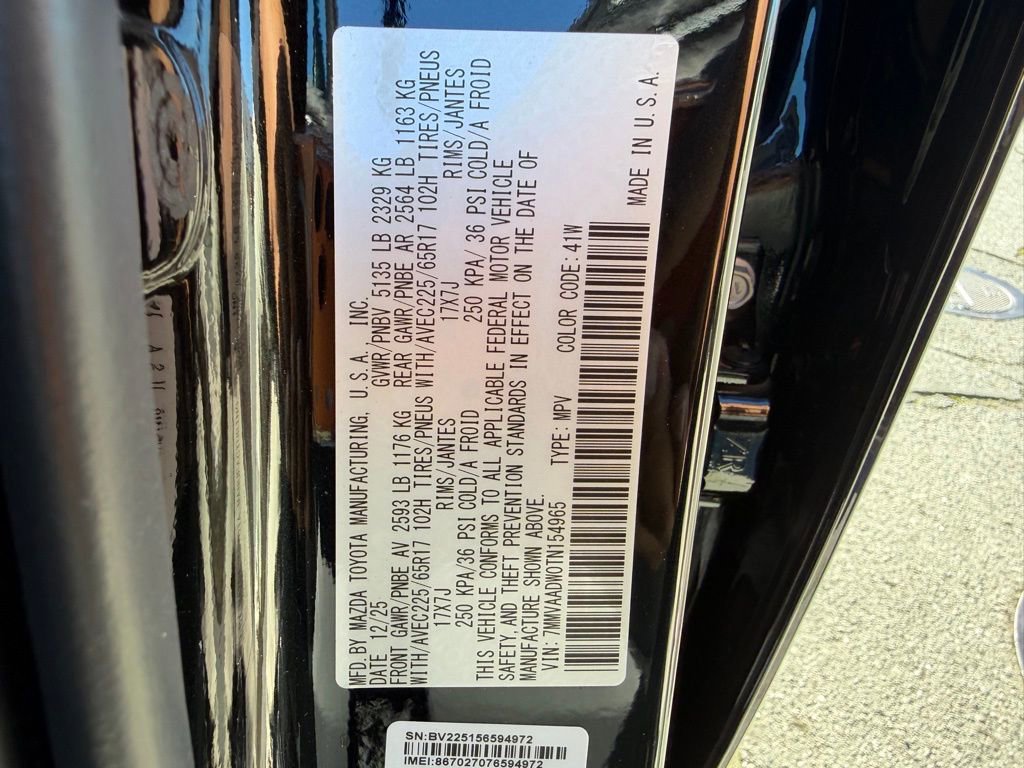 MFD.BY MAZDA TOYOTA MANUFACTURING, U.S.A., INC.
DATE 12/25 GVWR/PNBV 5135 LB 2329 KG
FRONT GAWR/PNBE AV 2593 LB 1176 KG REAR GAWR/PNBE AR 2564 LB 1163 KG
WITH/AVEC225/65R17 102H TIRES/PNEUS WITH/AVEC225/65R17 102H TIRES/PNEUS
17X7J RIMS/JANTES 17X7J RIMS/JANTES
250 KPA/36 PSI COLD/A FROID 250 KPA/ 36 PSI COLD/A FROID
THIS VEHICLE CONFORMS TO ALL APPLICABLE FEDERAL MOTOR VEHICLE
SAFETY, AND THEFT PREVENTION STANDARDS IN EFFECT ON THE DATE OF
MANUFACTURE SHOWN ABOVE.
VIN: 7MMVAADW0TN154965 TYPE: MPV COLOR CODE: 41W
MADE IN U.S.A.
SN:BV225156594972
IMEI:867027076594972